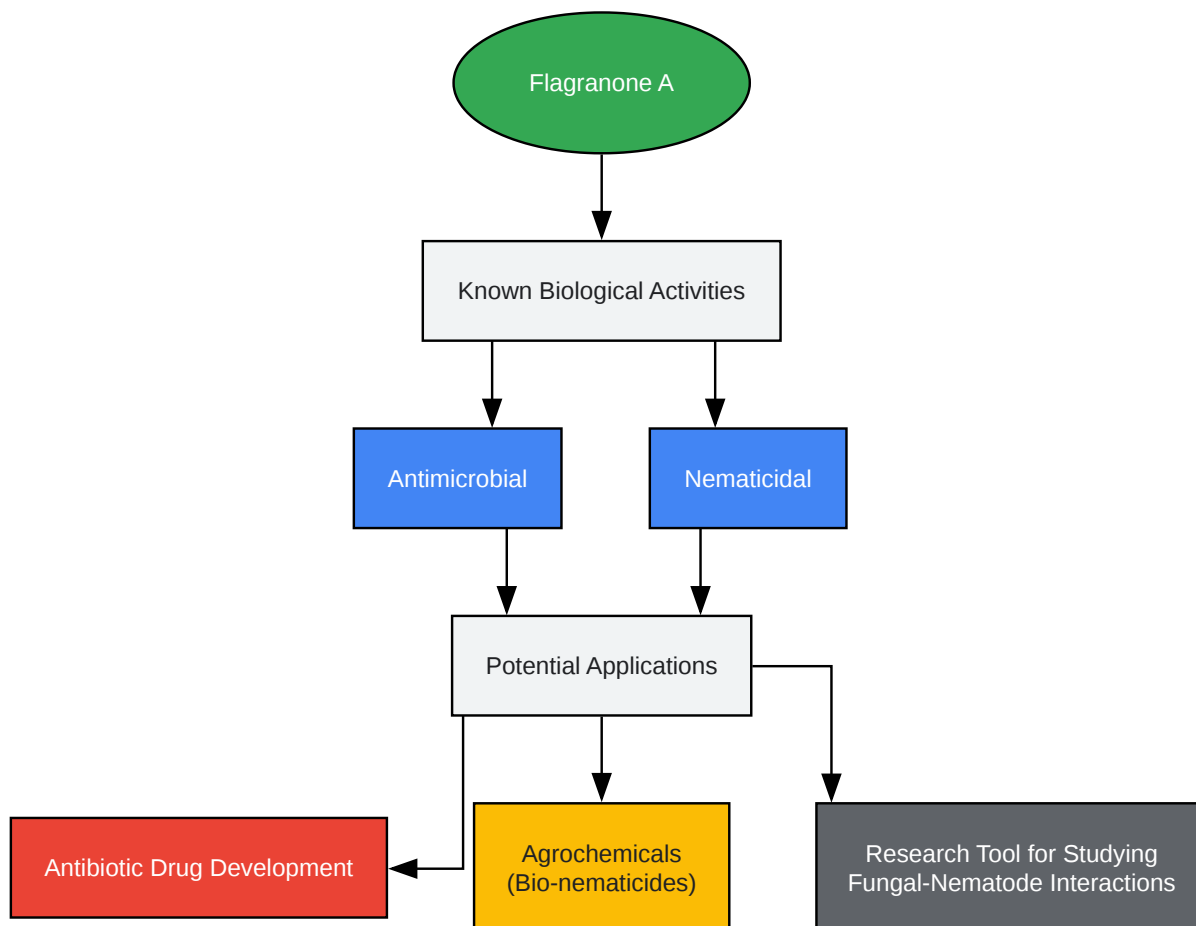 Flagranone A
Known Biological Activities
Antimicrobial
Nematicidal
Potential Applications
Antibiotic Drug Development
Agrochemicals
(Bio-nematicides)
Research Tool for Studying
Fungal-Nematode Interactions